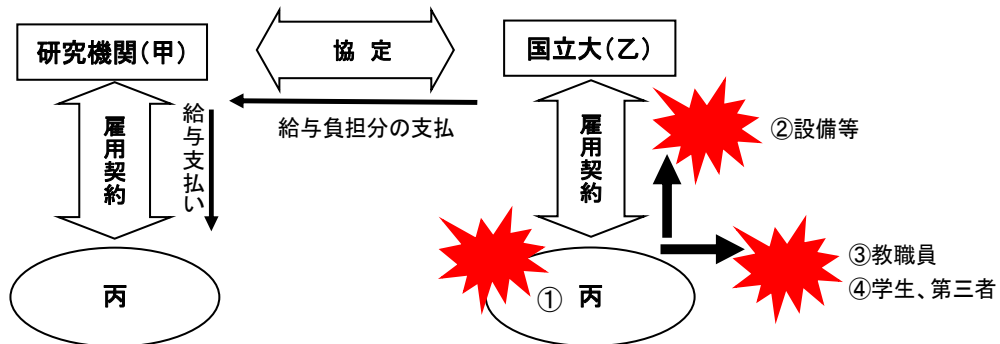 研究機関(甲)
協 定
国立大(乙)
給与負担分の支払
雇用契約
給与支払い
雇用契約
②設備等
③教職員
④学生、第三者
丙
① 丙